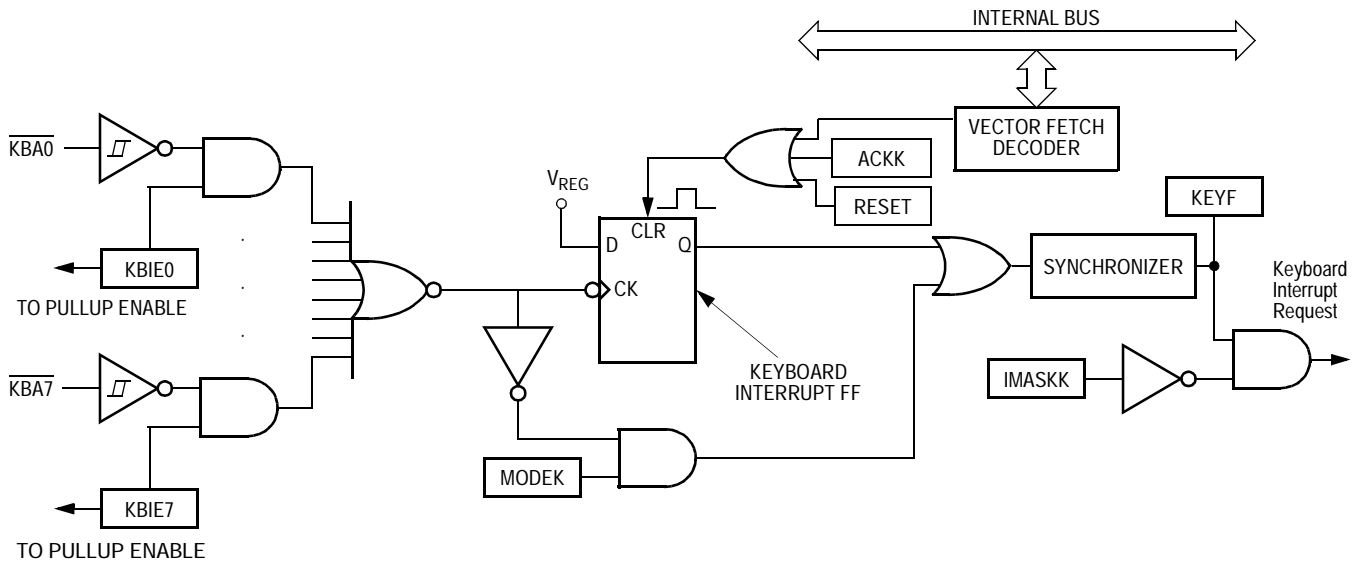 INTERNAL BUS
VECTOR FETCH
DECODER
ACKK
RESET
KBA0
KBIE0
TO PULLUP ENABLE
.
.
.
KBA7
KBIE7
TO PULLUP ENABLE
VREG
CLR
D
Q
CK
KEYBOARD
INTERRUPT FF
MODEK
SYNCHRONIZER
KEYF
IMASKK
Keyboard
Interrupt
Request